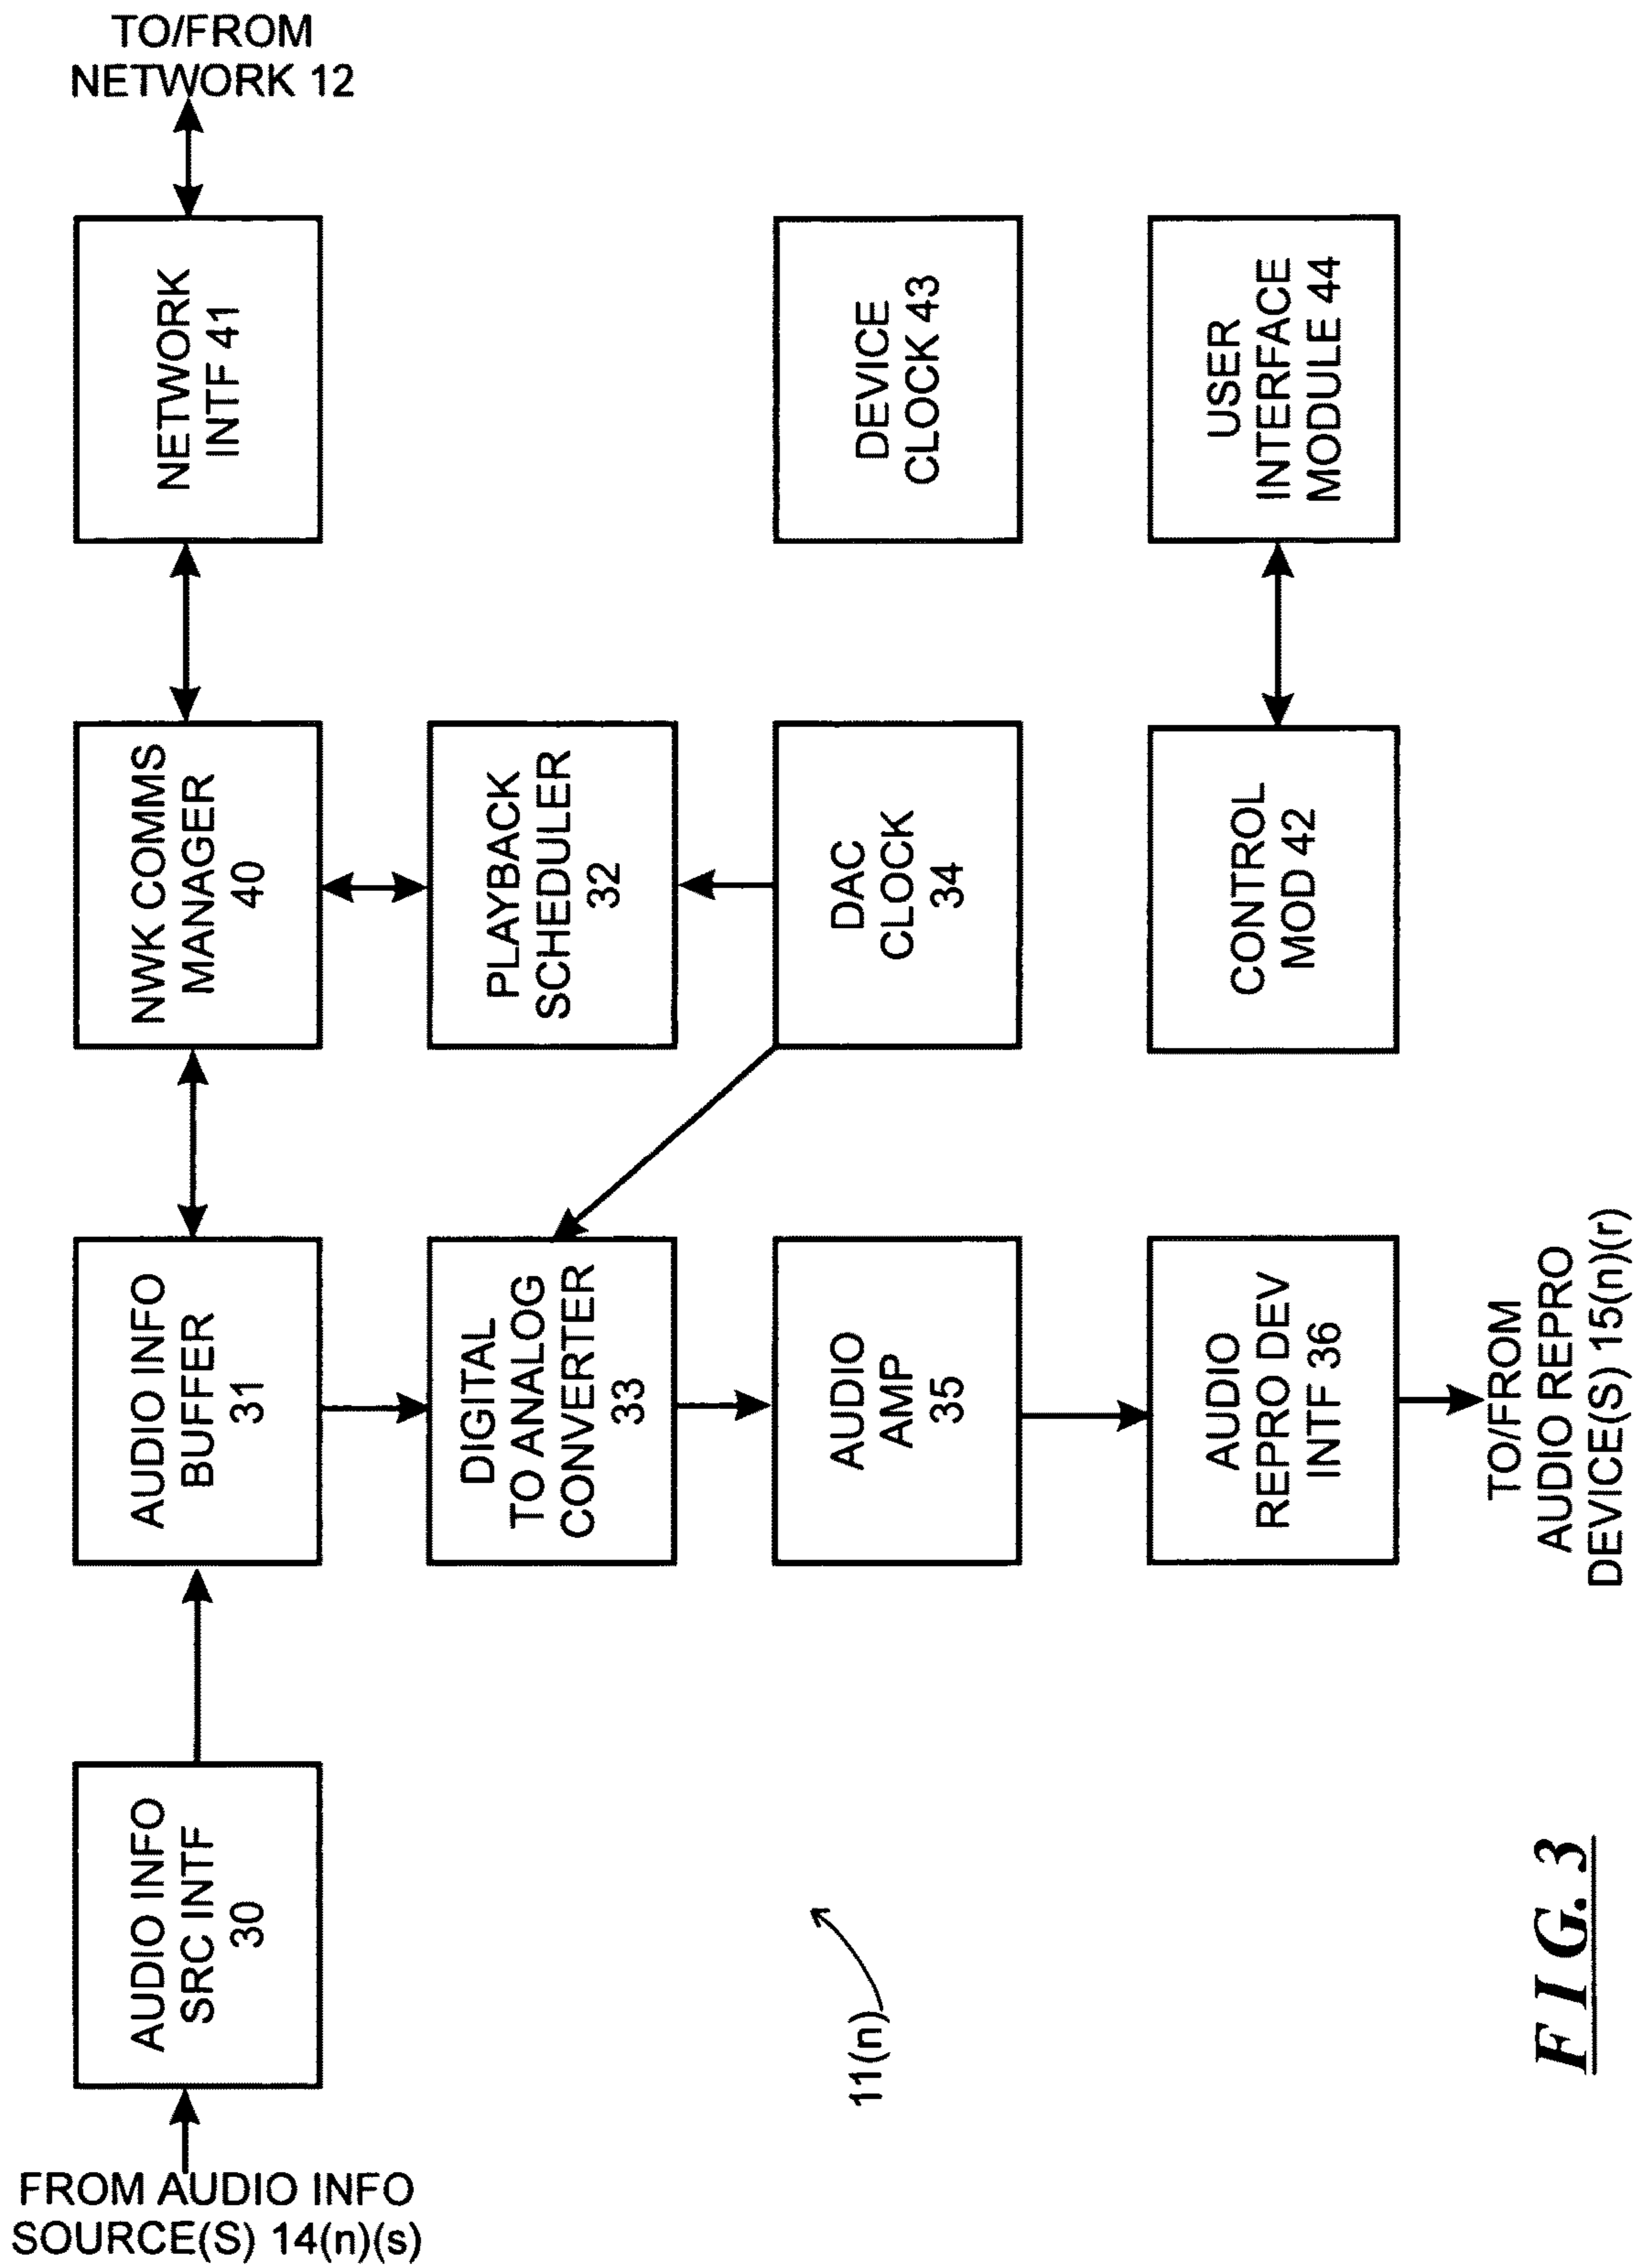 FROM AUDIO INFO
SOURCE(S) 14(n)(s)
AUDIO INFO
SRC INTF
30
AUDIO INFO
BUFFER
31
NWK COMMS
MANAGER
40
NETWORK
INTF 41
TO/FROM
NETWORK 12
DIGITAL
TO ANALOG
CONVERTER
33
PLAYBACK
SCHEDULER
32
AUDIO
AMP
35
DAC
CLOCK
34
DEVICE
CLOCK 43
11(n)
AUDIO
REPRO DEV
INTF 36
CONTROL
MOD 42
USER
INTERFACE
MODULE 44
TO/FROM
AUDIO REPRO
DEVICE(S) 15(n)(r)
FIG. 3